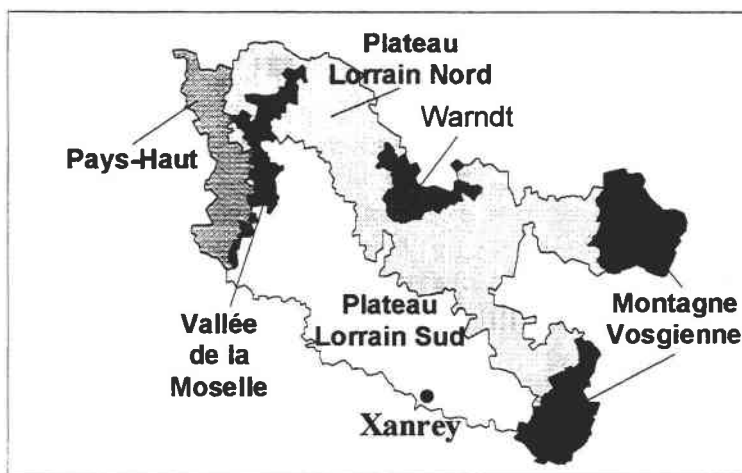 Plateau
Lorrain Nord
Warndt
Pays-Haut
Plateau
Lorrain Sud
Montagne
Vosgienne
Vallée
de la
Moselle
Xanrey